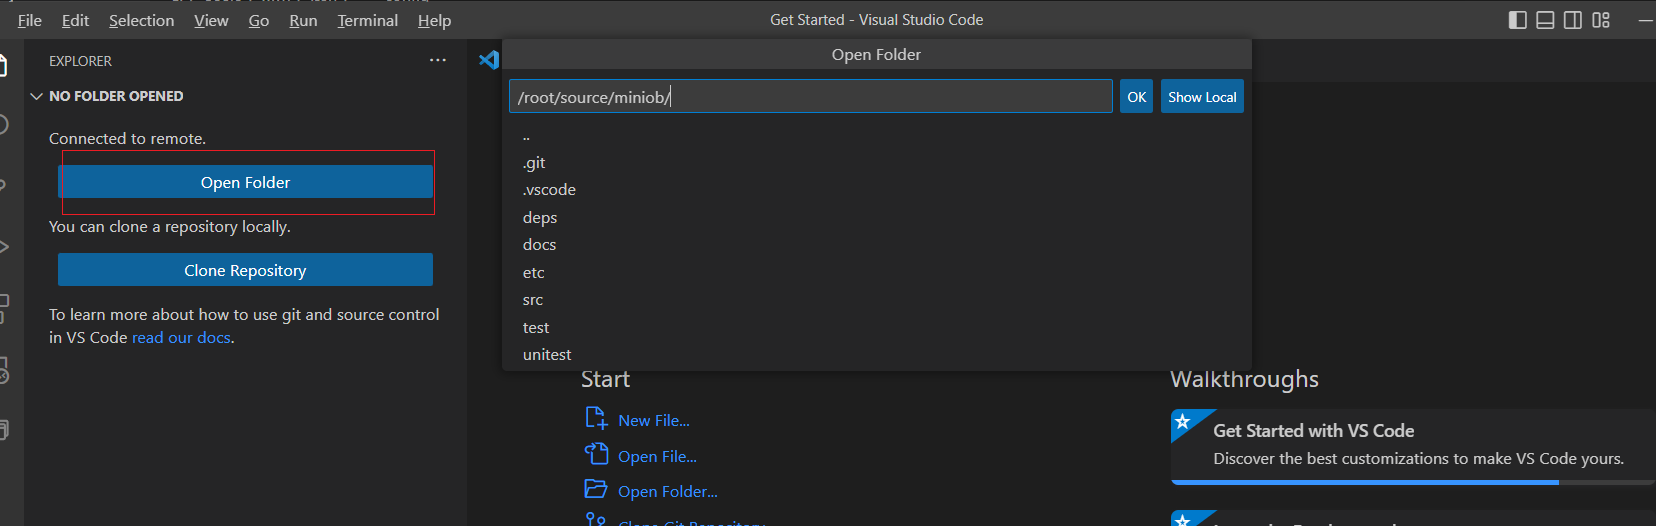 File Edit Selection View Go Run Terminal Help
Get Started - Visual Studio Code
EXPLORER
NO FOLDER OPENED
Connected to remote.
Open Folder
You can clone a repository locally.
Clone Repository
To learn more about how to use git and source control
in VS Code read our docs.
Open Folder
/root/source/miniob/
OK
Show Local
..
.git
.vscode
deps
docs
etc
src
test
unitest
Start
New File...
Open File...
Open Folder...
Clone Git Repository
Walkthroughs
Get Started with VS Code
Discover the best customizations to make VS Code yours.